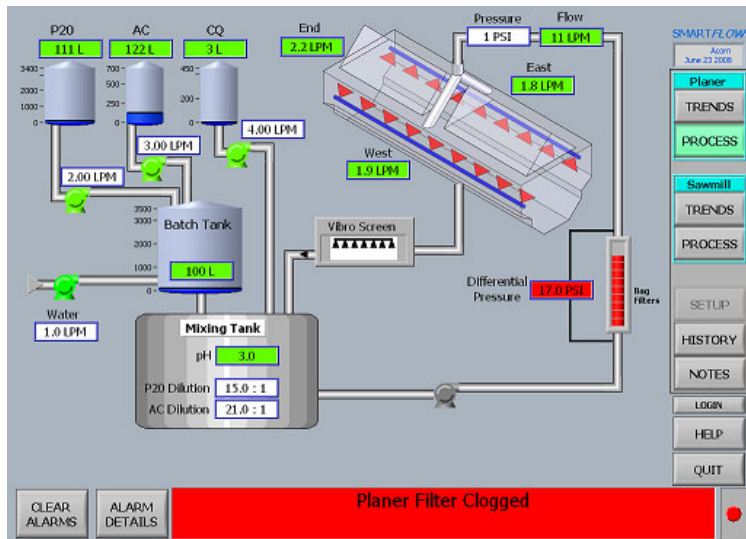 P20
AC
CQ
111 L
122 L
3 L
3400
2000
1000
0
700
500
250
0
450
200
0
2.00 LPM
3.00 LPM
4.00 LPM
End
2.2 LPM
Pressure
1 PSI
Flow
11 LPM
East
1.8 LPM
West
1.9 LPM
3500
3000
2000
1000
0
Batch Tank
100 L
Vibro Screen
Water
1.0 LPM
Differential
Pressure
17.0 PSI
Bag
Filters
Mixing Tank
pH 3.0
P20 Dilution 15.0 : 1
AC Dilution 21.0 : 1
SMARTFLOW
Acorn
June 23 2008
Planer
TRENDS
PROCESS
Sawmill
TRENDS
PROCESS
SETUP
HISTORY
NOTES
LOGIN
HELP
QUIT
CLEAR
ALARMS
ALARM
DETAILS
Planer Filter Clogged